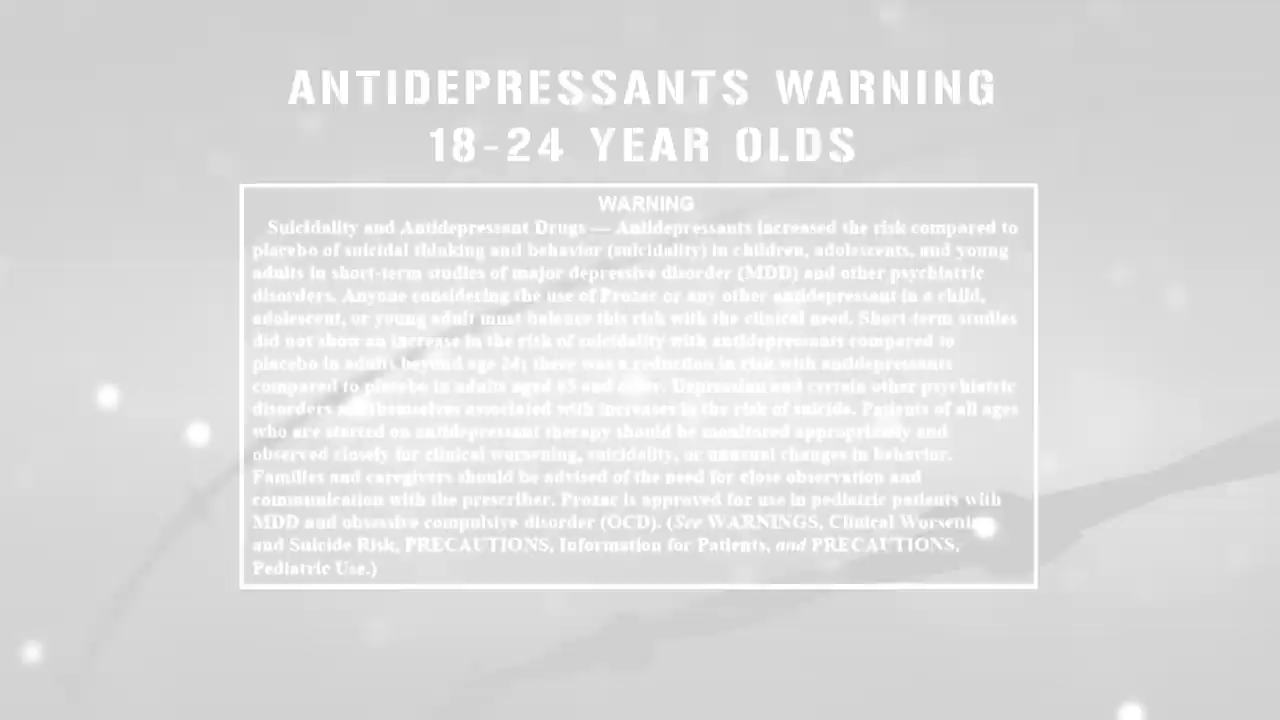 ANTIDEPRESSANTS WARNING
18-24 YEAR OLDS
WARNING
Suicidality and Antidepressant Drugs — Antidepressants increased the risk compared to
placebo of suicidal thinking and behavior (suicidality) in children, adolescents, and young
adults in short-term studies of major depressive disorder (MDD) and other psychiatric
disorders. Anyone considering the use of Prozac or any other antidepressant in a child,
adolescent, or young adult must balance this risk with the clinical need. Short-term studies
did not show an increase in the risk of suicidality with antidepressants compared to
placebo in adults beyond age 24; there was a reduction in risk with antidepressants
compared to placebo in adults aged 65 and older. Depression and certain other psychiatric
disorders are themselves associated with increases in the risk of suicide. Patients of all ages
who are started on antidepressant therapy should be monitored appropriately and
observed closely for clinical worsening, suicidality, or unusual changes in behavior.
Families and caregivers should be advised of the need for close observation and
communication with the prescriber. Prozac is approved for use in pediatric patients with
MDD and obsessive compulsive disorder (OCD). (See WARNINGS, Clinical Worsening
and Suicide Risk, PRECAUTIONS, Information for Patients, and PRECAUTIONS,
Pediatric Use.)